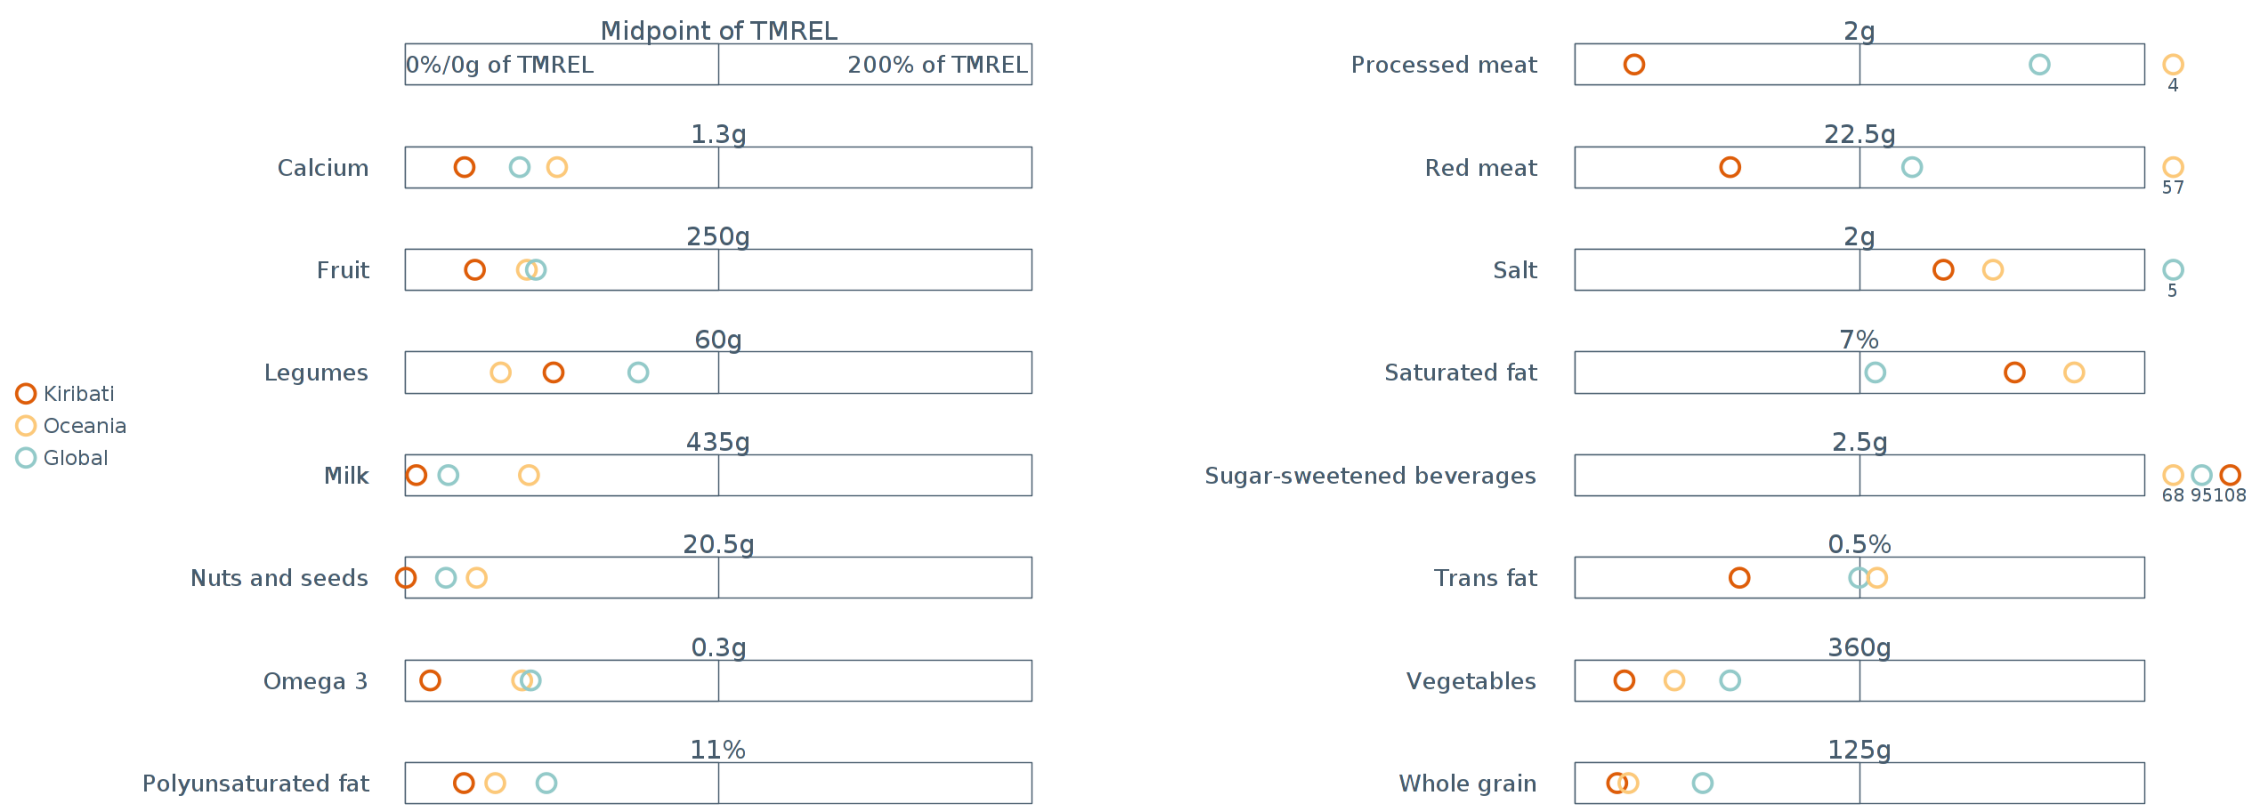 Midpoint of TMREL
0%/0g of TMREL 200% of TMREL
Calcium 1.3g
Fruit 250g
Legumes 60g
Milk 435g
Nuts and seeds 20.5g
Omega 3 0.3g
Polyunsaturated fat 11%
Kiribati
Oceania
Global
Processed meat 2g
4
Red meat 22.5g
57
Salt 2g
5
Saturated fat 7%
Sugar-sweetened beverages 2.5g
68 95 108
Trans fat 0.5%
Vegetables 360g
Whole grain 125g